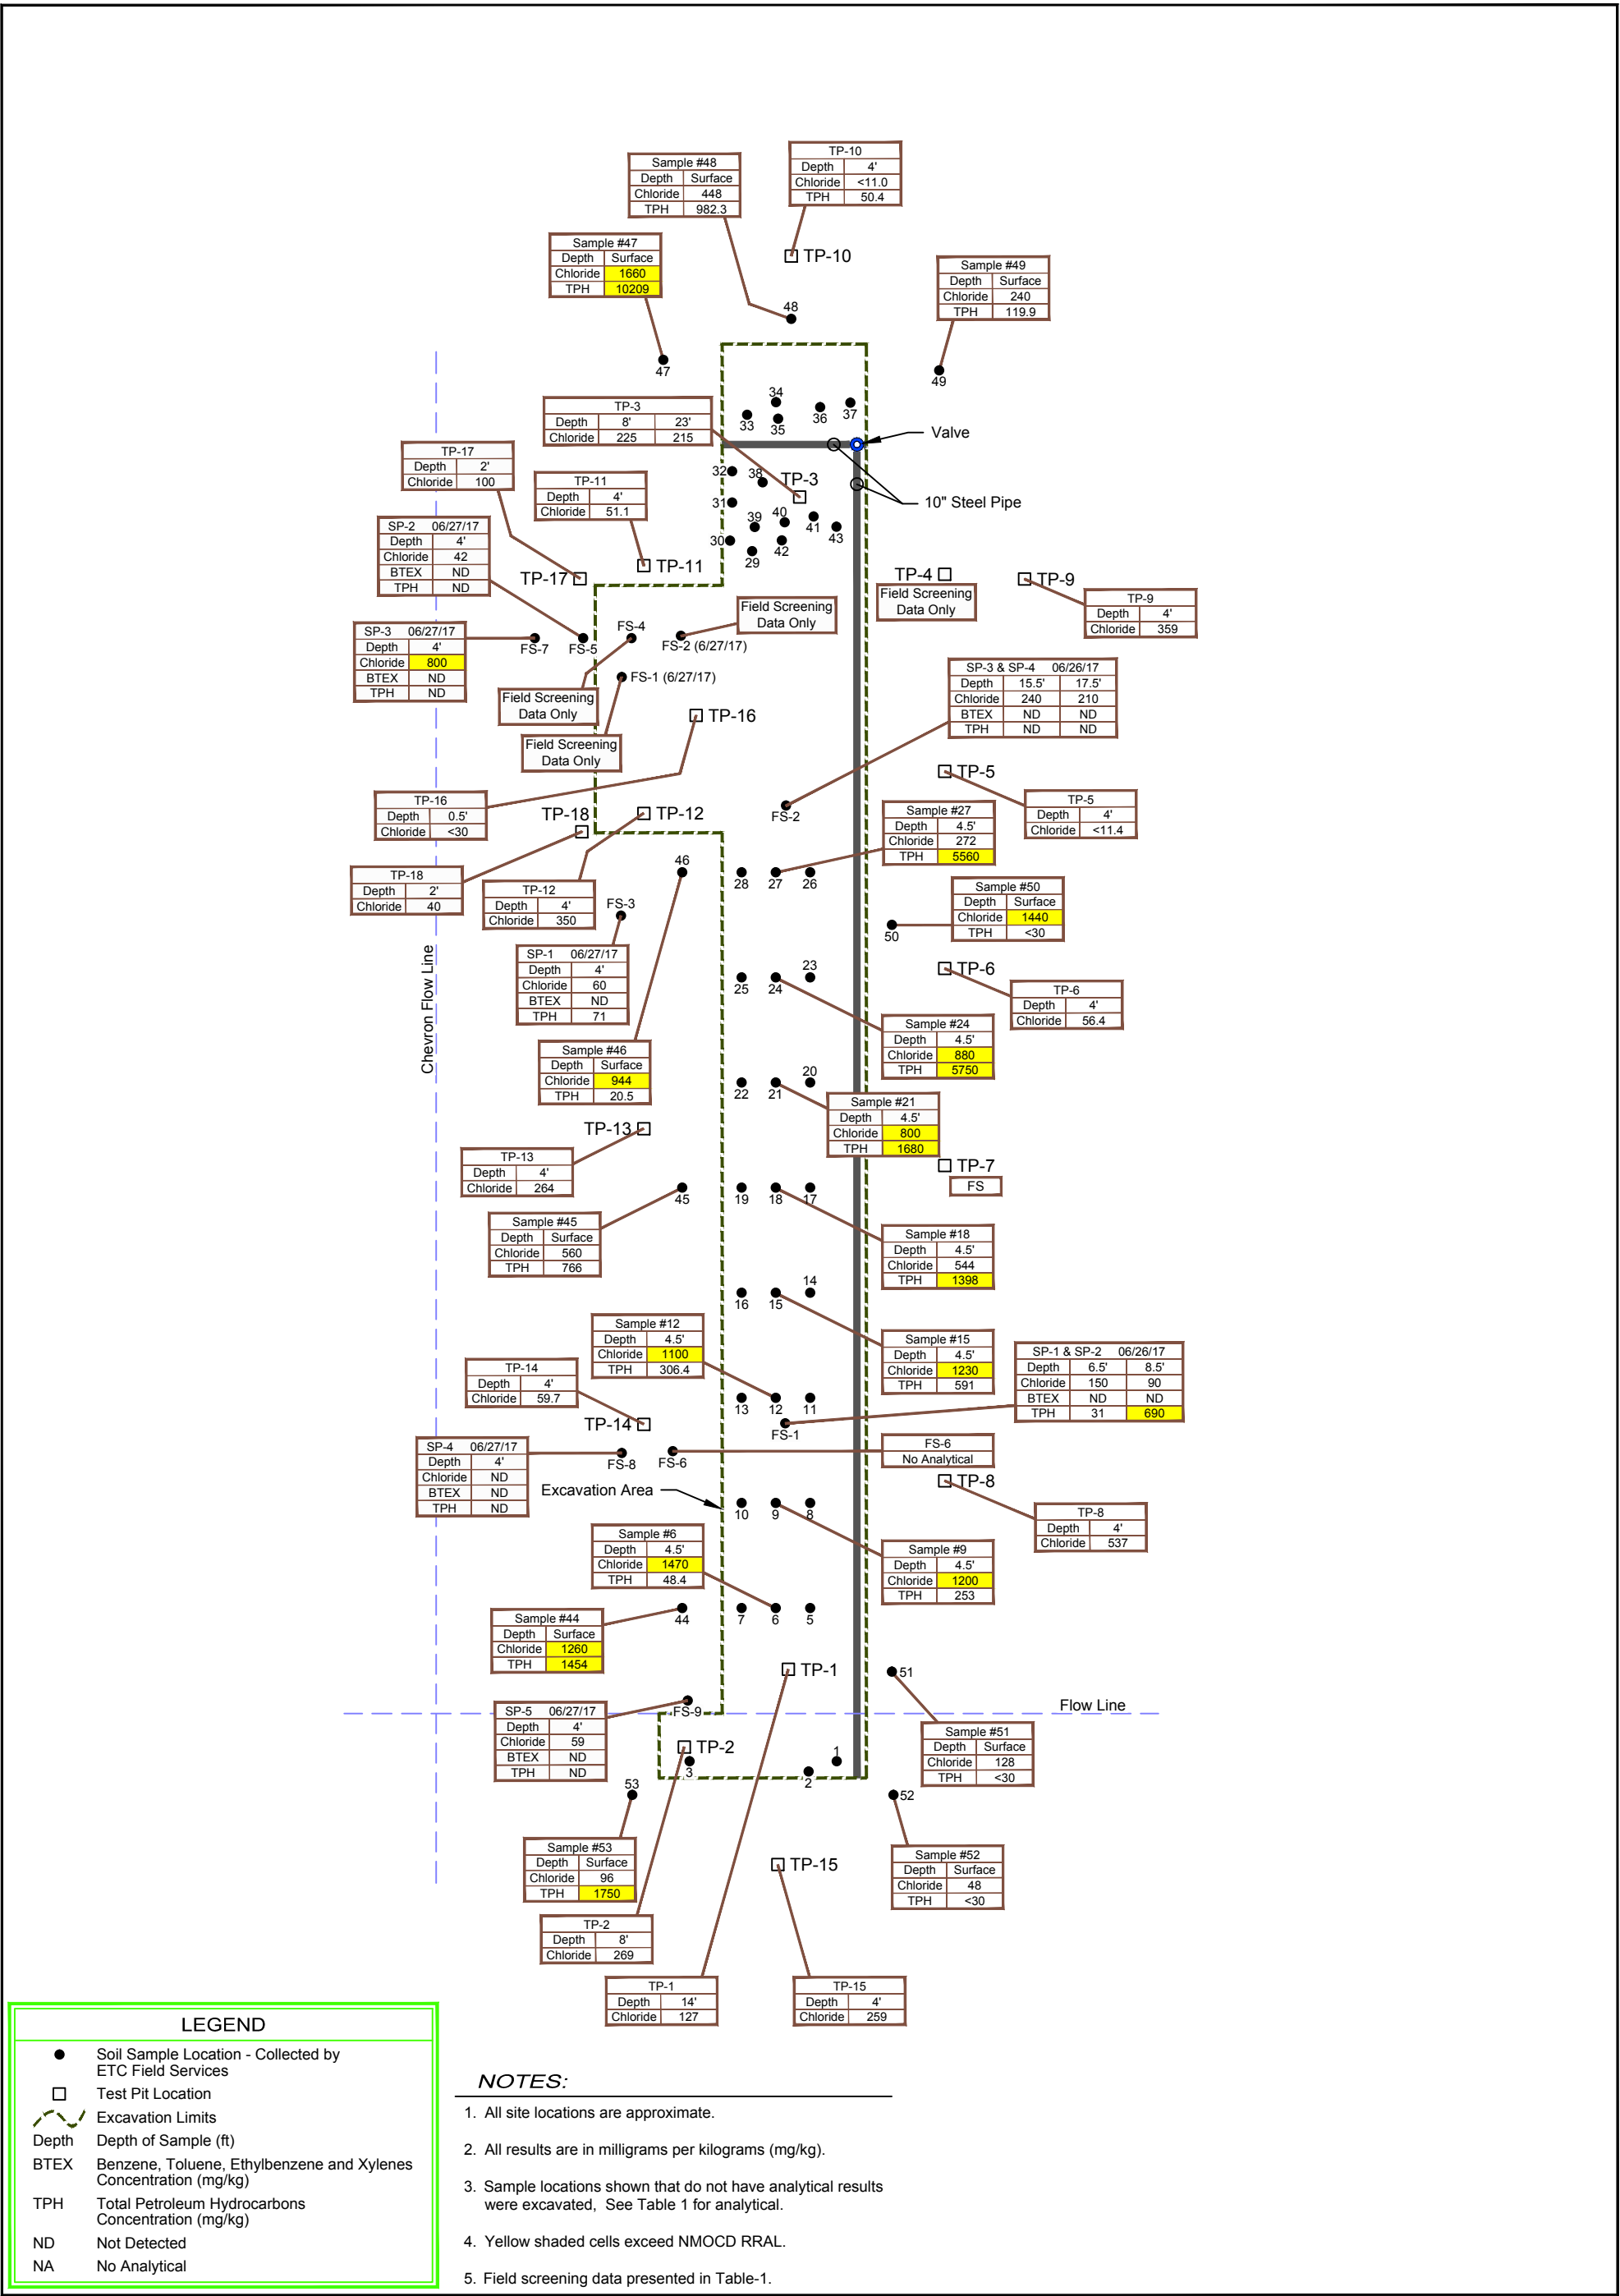 TP-10
Depth 4'
Chloride <11.0
TPH 50.4
Sample #48
Depth Surface
Chloride 448
TPH 982.3
Sample #47
Depth Surface
Chloride 1660
TPH 10209
TP-10
Sample #49
Depth Surface
Chloride 240
TPH 119.9
48
47
49
TP-3
Depth 8' 23'
Chloride 225 215
34
33
35
36
37
Valve
TP-17
Depth 2'
Chloride 100
TP-11
Depth 4'
Chloride 51.1
32
38
TP-3
31
10" Steel Pipe
39
40
41
43
30
29
42
SP-2 06/27/17
Depth 4'
Chloride 42
BTEX ND
TPH ND
TP-17
TP-11
TP-4
Field Screening
Data Only
TP-9
TP-9
Depth 4'
Chloride 359
Field Screening
Data Only
SP-3 06/27/17
Depth 4'
Chloride 800
BTEX ND
TPH ND
FS-7
FS-5
FS-4
FS-2 (6/27/17)
FS-1 (6/27/17)
Field Screening
Data Only
Field Screening
Data Only
TP-16
SP-3 & SP-4 06/26/17
Depth 15.5' 17.5'
Chloride 240 210
BTEX ND ND
TPH ND ND
TP-5
TP-5
Depth 4'
Chloride <11.4
TP-16
Depth 0.5'
Chloride <30
TP-18
TP-12
FS-2
Sample #27
Depth 4.5'
Chloride 272
TPH 5560
TP-18
Depth 2'
Chloride 40
TP-12
Depth 4'
Chloride 350
46
28
27
26
FS-3
Sample #50
Depth Surface
Chloride 1440
TPH <30
50
SP-1 06/27/17
Depth 4'
Chloride 60
BTEX ND
TPH 71
Chevron Flow Line
25
24
23
TP-6
TP-6
Depth 4'
Chloride 56.4
Sample #24
Depth 4.5'
Chloride 880
TPH 5750
Sample #46
Depth Surface
Chloride 944
TPH 20.5
22
21
20
Sample #21
Depth 4.5'
Chloride 800
TPH 1680
TP-13
TP-13
Depth 4'
Chloride 264
TP-7
FS
45
19
18
17
Sample #45
Depth Surface
Chloride 560
TPH 766
Sample #18
Depth 4.5'
Chloride 544
TPH 1398
16
15
14
Sample #12
Depth 4.5'
Chloride 1100
TPH 306.4
Sample #15
Depth 4.5'
Chloride 1230
TPH 591
SP-1 & SP-2 06/26/17
Depth 6.5' 8.5'
Chloride 150 90
BTEX ND ND
TPH 31 690
TP-14
Depth 4'
Chloride 59.7
13
12
11
TP-14
FS-1
SP-4 06/27/17
Depth 4'
Chloride ND
BTEX ND
TPH ND
FS-8
FS-6
FS-6
No Analytical
TP-8
Excavation Area
10
9
8
TP-8
Depth 4'
Chloride 537
Sample #6
Depth 4.5'
Chloride 1470
TPH 48.4
Sample #9
Depth 4.5'
Chloride 1200
TPH 253
Sample #44
Depth Surface
Chloride 1260
TPH 1454
44
7
6
5
TP-1
51
SP-5 06/27/17
Depth 4'
Chloride 59
BTEX ND
TPH ND
FS-9
Flow Line
Sample #51
Depth Surface
Chloride 128
TPH <30
TP-2
3
2
1
53
52
Sample #53
Depth Surface
Chloride 96
TPH 1750
TP-15
Sample #52
Depth Surface
Chloride 48
TPH <30
TP-2
Depth 8'
Chloride 269
TP-1
Depth 14'
Chloride 127
TP-15
Depth 4'
Chloride 259
LEGEND
Soil Sample Location - Collected by
ETC Field Services
Test Pit Location
Excavation Limits
Depth Depth of Sample (ft)
BTEX Benzene, Toluene, Ethylbenzene and Xylenes
Concentration (mg/kg)
TPH Total Petroleum Hydrocarbons
Concentration (mg/kg)
ND Not Detected
NA No Analytical
NOTES:
1. All site locations are approximate.
2. All results are in milligrams per kilograms (mg/kg).
3. Sample locations shown that do not have analytical results
were excavated, See Table 1 for analytical.
4. Yellow shaded cells exceed NMOCD RRAL.
5. Field screening data presented in Table-1.